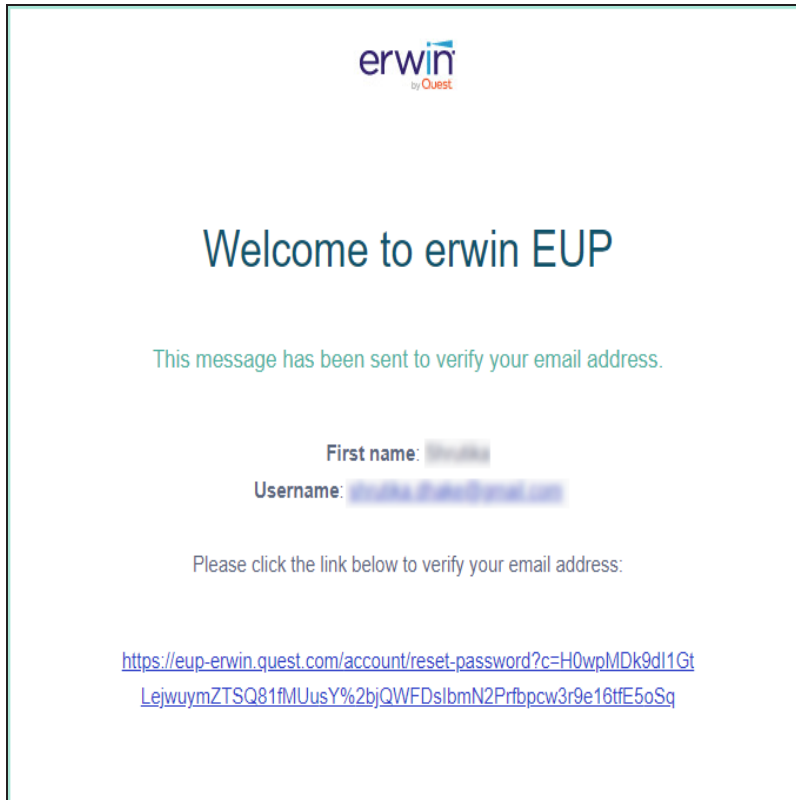 erwin
by Quest
Welcome to erwin EUP
This message has been sent to verify your email address.
First name:
Username:
Please click the link below to verify your email address:
https://eup-erwin.quest.com/account/reset-password?c=H0wpMDk9dI1Gt
LejwuymZTSQ81fMUusY%2bjQWFDsIbmN2Prfbpcw3r9e16tfE5oSq